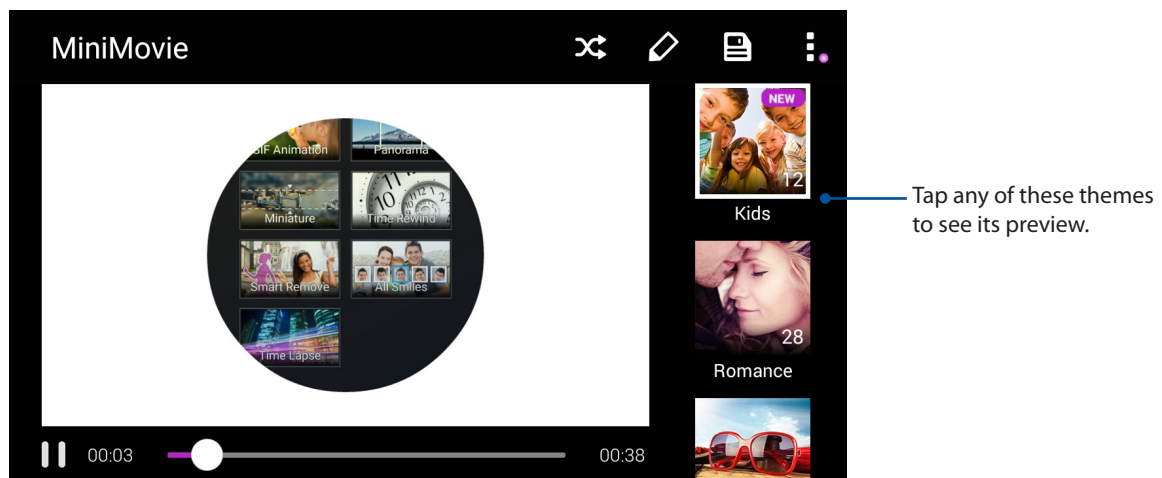 MiniMovie
GIF Animation
Panorama
Miniature
Time Rewind
Smart Remove
All Smiles
Time Lapse
00:03
00:38
NEW
12
Kids
28
Romance
Tap any of these themes
to see its preview.